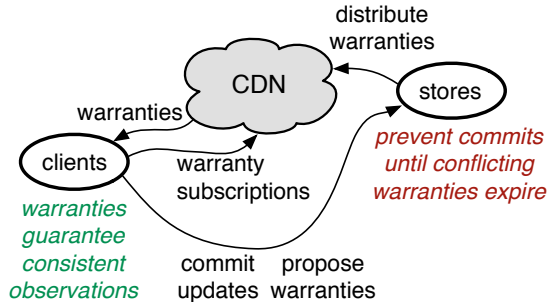 distribute
warranties
CDN
stores
warranties
clients
warranty
subscriptions
prevent commits
until conflicting
warranties expire
warranties
guarantee
consistent
observations
commit
updates
propose
warranties